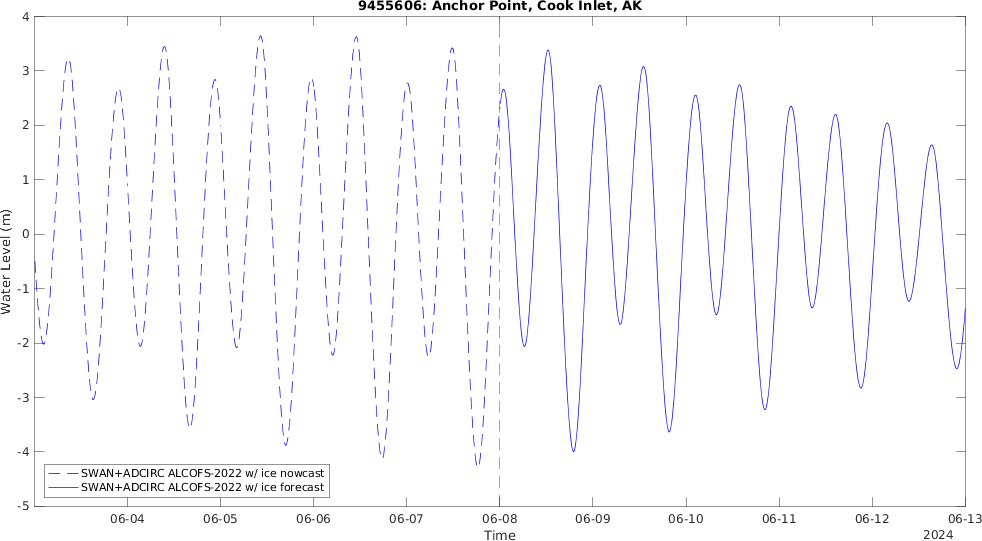 9455606: Anchor Point, Cook Inlet, AK
4
3
2
1
0
-1
-2
-3
-4
-5
Water Level (m)
SWAN+ADCIRC ALCOFS-2022 w/ ice nowcast
SWAN+ADCIRC ALCOFS-2022 w/ ice forecast
06-04 06-05 06-06 06-07 06-08 06-09 06-10 06-11 06-12 06-13
Time
2024